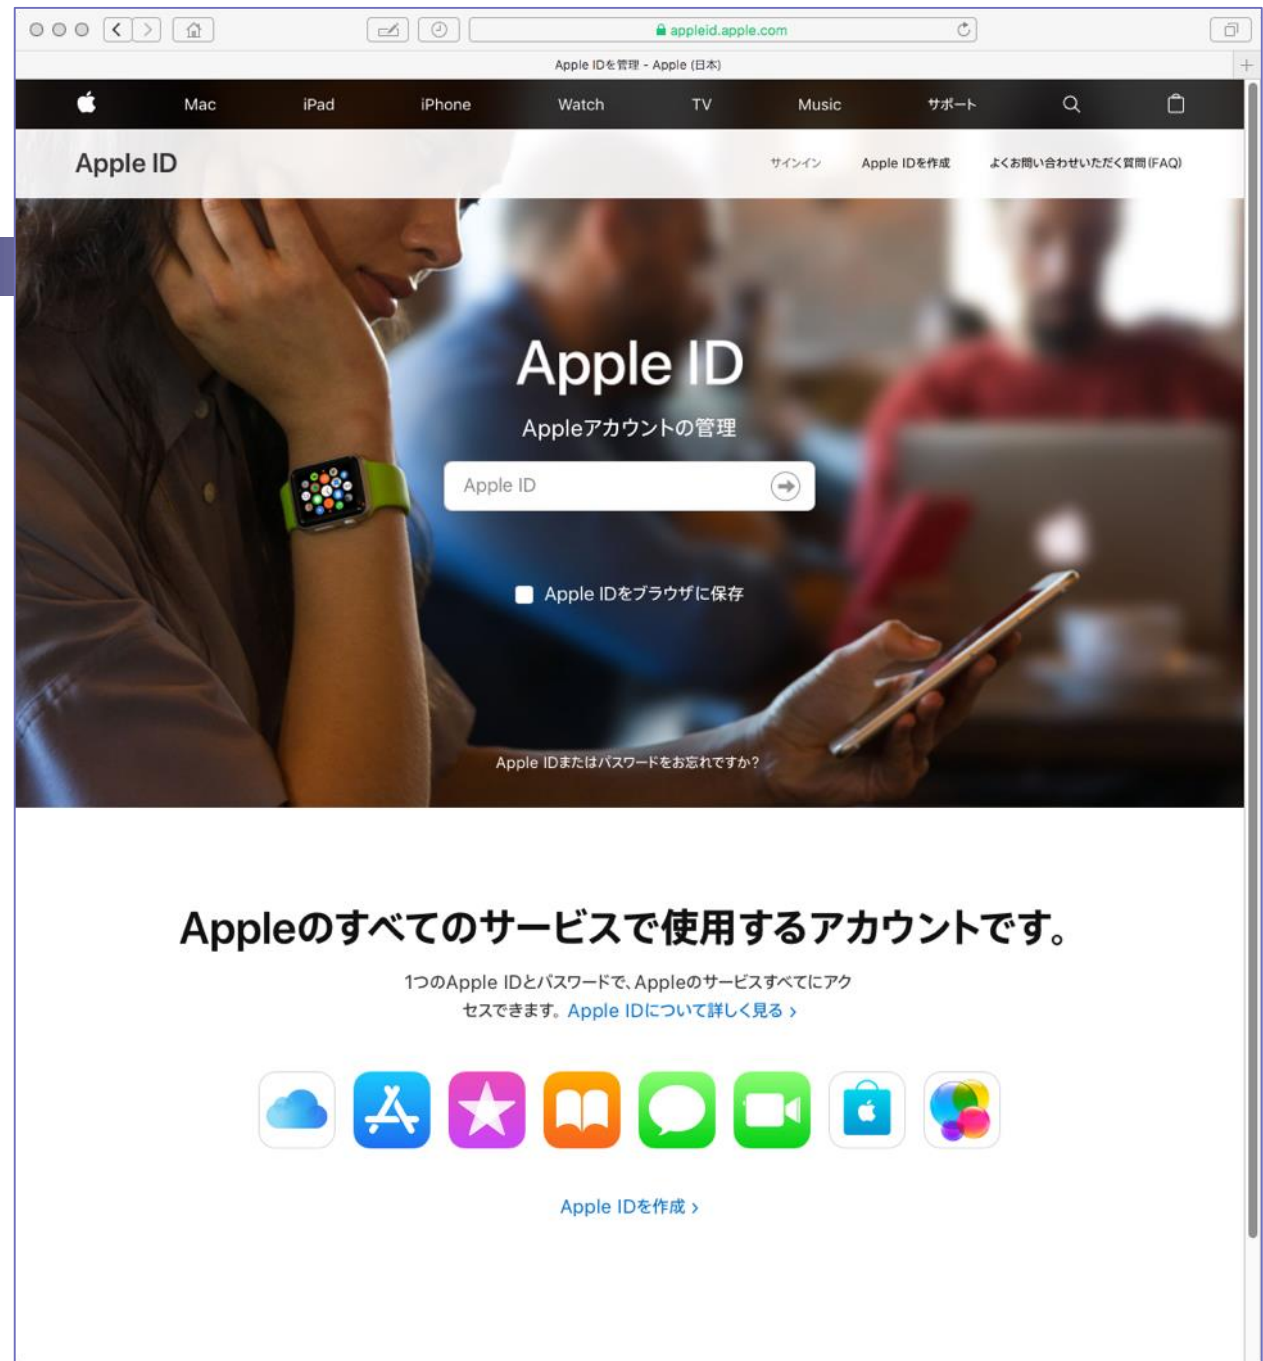 appleid.apple.com
Apple IDを管理 - Apple (日本)
Mac iPad iPhone Watch TV Music サポート
Apple ID サインイン Apple IDを作成 よくお問い合わせいただく質問(FAQ)
Apple ID
Appleアカウントの管理
Apple ID
Apple IDをブラウザに保存
Apple IDまたはパスワードをお忘れですか?
Appleのすべてのサービスで使用するアカウントです。
1つのApple IDとパスワードで、Appleのサービスすべてにアク
セスできます。Apple IDについて詳しく見る ›
Apple IDを作成 ›